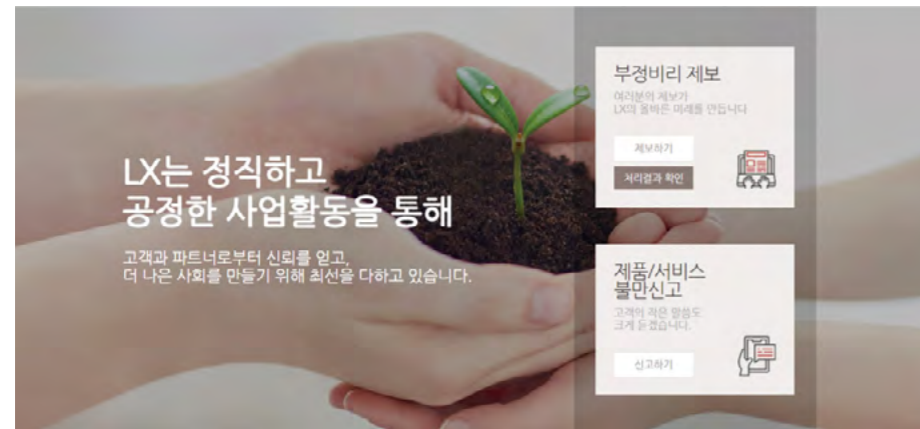 LX는 정직하고
공정한 사업활동을 통해
고객과 파트너로부터 신뢰를 얻고,
더 나은 사회를 만들기 위해 최선을 다하고 있습니다.
부정비리 제보
여러분의 제보가
LX의 올바른 미래를 만듭니다
제보하기
처리결과 확인
제품/서비스
불만신고
고객의 작은 말씀도
크게 듣겠습니다.
신고하기